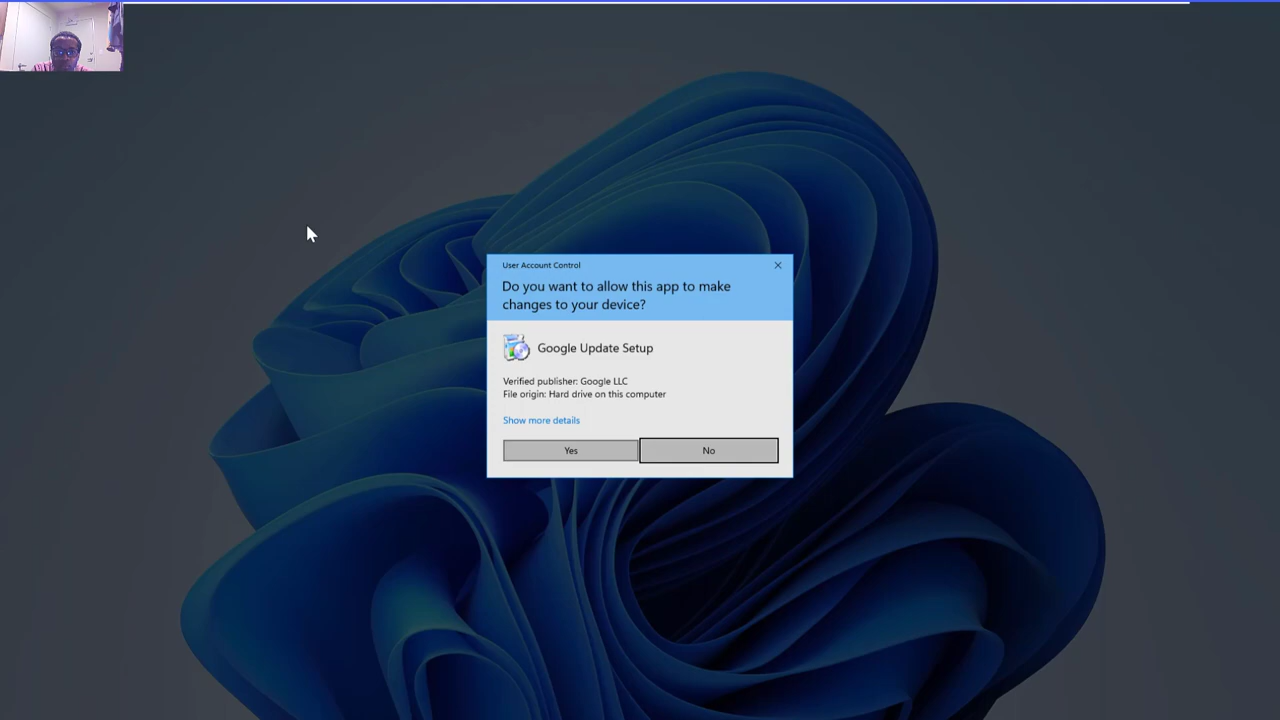 User Account Control
Do you want to allow this app to make
changes to your device?
Google Update Setup
Verified publisher: Google LLC
File origin: Hard drive on this computer
Show more details
Yes
No